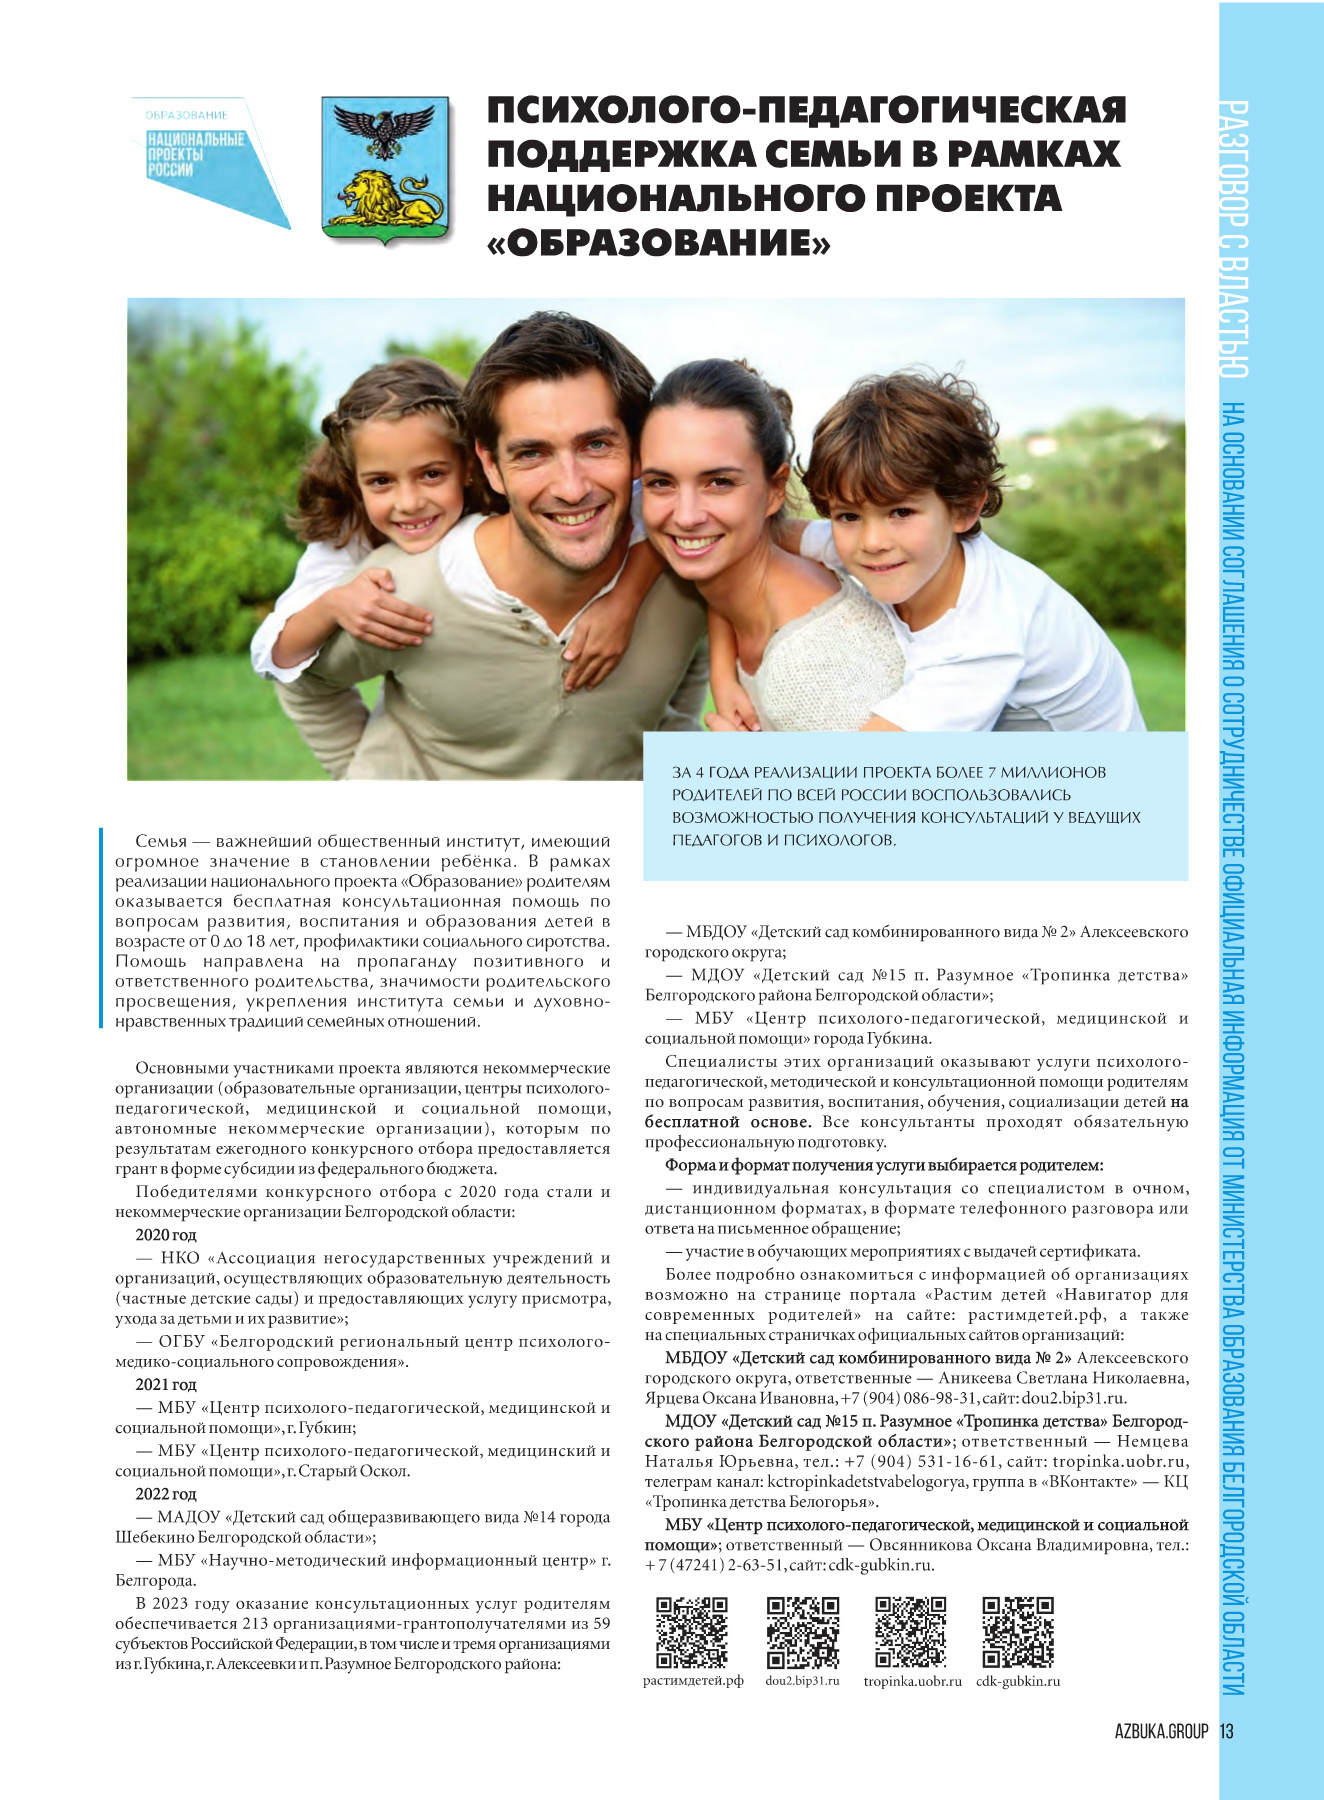 ОБРАЗОВАНИЕ
НАЦИОНАЛЬНЫЕ
ПРОЕКТЫ
РОССИИ
ПСИХОЛОГО-ПЕДАГОГИЧЕСКАЯ
ПОДДЕРЖКА СЕМЬИ В РАМКАХ
НАЦИОНАЛЬНОГО ПРОЕКТА
«ОБРАЗОВАНИЕ»
ЗА 4 ГОДА РЕАЛИЗАЦИИ ПРОЕКТА БОЛЕЕ 7 МИЛЛИОНОВ
РОДИТЕЛЕЙ ПО ВСЕЙ РОССИИ ВОСПОЛЬЗОВАЛИСЬ
ВОЗМОЖНОСТЬЮ ПОЛУЧЕНИЯ КОНСУЛЬТАЦИЙ У ВЕДУЩИХ
ПЕДАГОГОВ И ПСИХОЛОГОВ.
Семья — важнейший общественный институт, имеющий
огромное значение в становлении ребёнка. В рамках
реализации национального проекта «Образование» родителям
оказывается бесплатная консультационная помощь по
вопросам развития, воспитания и образования детей в
возрасте от 0 до 18 лет, профилактики социального сиротства.
Помощь направлена на пропаганду позитивного и
ответственного родительства, значимости родительского
просвещения, укрепления института семьи и духовно-
нравственных традиций семейных отношений.
Основными участниками проекта являются некоммерческие
организации (образовательные организации, центры психолого-
педагогической, медицинской и социальной помощи,
автономные некоммерческие организации), которым по
результатам ежегодного конкурсного отбора предоставляется
грант в форме субсидии из федерального бюджета.
Победителями конкурсного отбора с 2020 года стали и
некоммерческие организации Белгородской области:
2020 год
— НКО «Ассоциация негосударственных учреждений и
организаций, осуществляющих образовательную деятельность
(частные детские сады) и предоставляющих услугу присмотра,
ухода за детьми и их развитие»;
— ОГБУ «Белгородский региональный центр психолого-
медико-социального сопровождения».
2021 год
— МБУ «Центр психолого-педагогической, медицинской и
социальной помощи», г. Губкин;
— МБУ «Центр психолого-педагогической, медицинский и
социальной помощи», г. Старый Оскол.
2022 год
— МАДОУ «Детский сад общеразвивающего вида №14 города
Шебекино Белгородской области»;
— МБУ «Научно-методический информационный центр» г.
Белгорода.
В 2023 году оказание консультационных услуг родителям
обеспечивается 213 организациями-грантополучателями из 59
субъектов Российской Федерации, в том числе и тремя организациями
из г. Губкина, г. Алексеевки и п. Разумное Белгородского района:
— МБДОУ «Детский сад комбинированного вида № 2» Алексеевского
городского округа;
— МДОУ «Детский сад №15 п. Разумное «Тропинка детства»
Белгородского района Белгородской области»;
— МБУ «Центр психолого-педагогической, медицинской и
социальной помощи» города Губкина.
Специалисты этих организаций оказывают услуги психолого-
педагогической, методической и консультационной помощи родителям
по вопросам развития, воспитания, обучения, социализации детей на
бесплатной основе. Все консультанты проходят обязательную
профессиональную подготовку.
Форма и формат получения услуги выбирается родителем:
— индивидуальная консультация со специалистом в очном,
дистанционном форматах, в формате телефонного разговора или
ответа на письменное обращение;
— участие в обучающих мероприятиях с выдачей сертификата.
Более подробно ознакомиться с информацией об организациях
возможно на странице портала «Растим детей «Навигатор для
современных родителей» на сайте: растимдетей.рф, а также
на специальных страничках официальных сайтов организаций:
МБДОУ «Детский сад комбинированного вида № 2» Алексеевского
городского округа, ответственные — Аникеева Светлана Николаевна,
Ярцева Оксана Ивановна, +7 (904) 086-98-31, сайт: dou2.bip31.ru.
МДОУ «Детский сад №15 п. Разумное «Тропинка детства» Белгород-
ского района Белгородской области»; ответственный — Немцева
Наталья Юрьевна, тел.: +7 (904) 531-16-61, сайт: tropinka.uobr.ru,
телеграм канал: kctropinkadetstvabelogorya, группа в «ВКонтакте» — КЦ
«Тропинка детства Белогорья».
МБУ «Центр психолого-педагогической, медицинской и социальной
помощи»; ответственный — Овсянникова Оксана Владимировна, тел.:
+ 7 (47241) 2-63-51, сайт: cdk-gubkin.ru.
растимдетей.рф dou2.bip31.ru tropinka.uobr.ru cdk-gubkin.ru
РАЗГОВОР С ВЛАСТЬЮ НА ОСНОВАНИИ СОГЛАШЕНИЯ О СОТРУДНИЧЕСТВЕ ОФИЦИАЛЬНАЯ ИНФОРМАЦИЯ ОТ МИНИСТЕРСТВА ОБРАЗОВАНИЯ БЕЛГОРОДСКОЙ ОБЛАСТИ
AZBUKA.GROUP 13